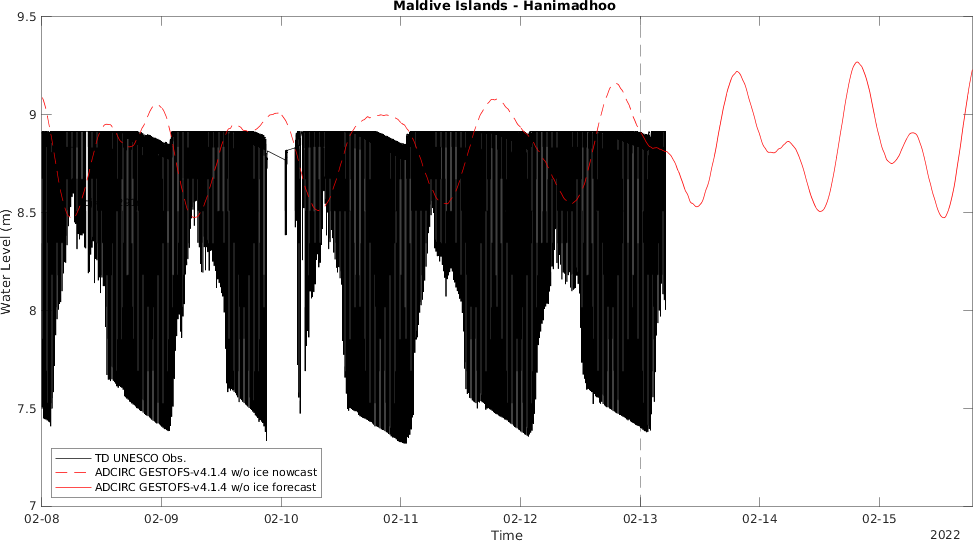 Maldive Islands - Hanimadhoo
Water Level (m)
9.5
9
8.5
8
7.5
7
TD UNESCO Obs.
ADCIRC GESTOFS-v4.1.4 w/o ice nowcast
ADCIRC GESTOFS-v4.1.4 w/o ice forecast
02-08 02-09 02-10 02-11 02-12 02-13 02-14 02-15
Time
2022